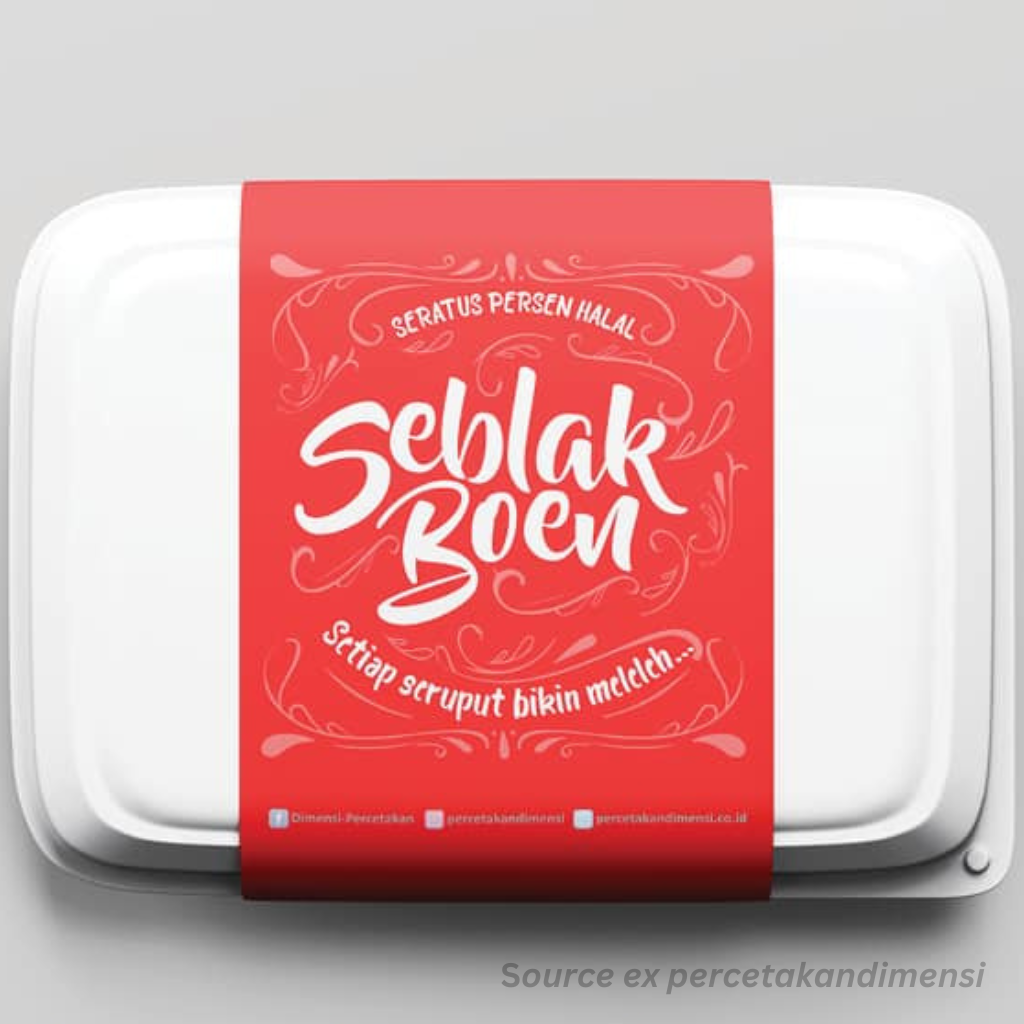 SERATUS PERSEN HALAL
Seblak
Boen
Setiap seruput bikin meleleh...
Dimensi-Percetakan percetakandimensi percetakandimensi.co.id
Source ex percetakandimensi